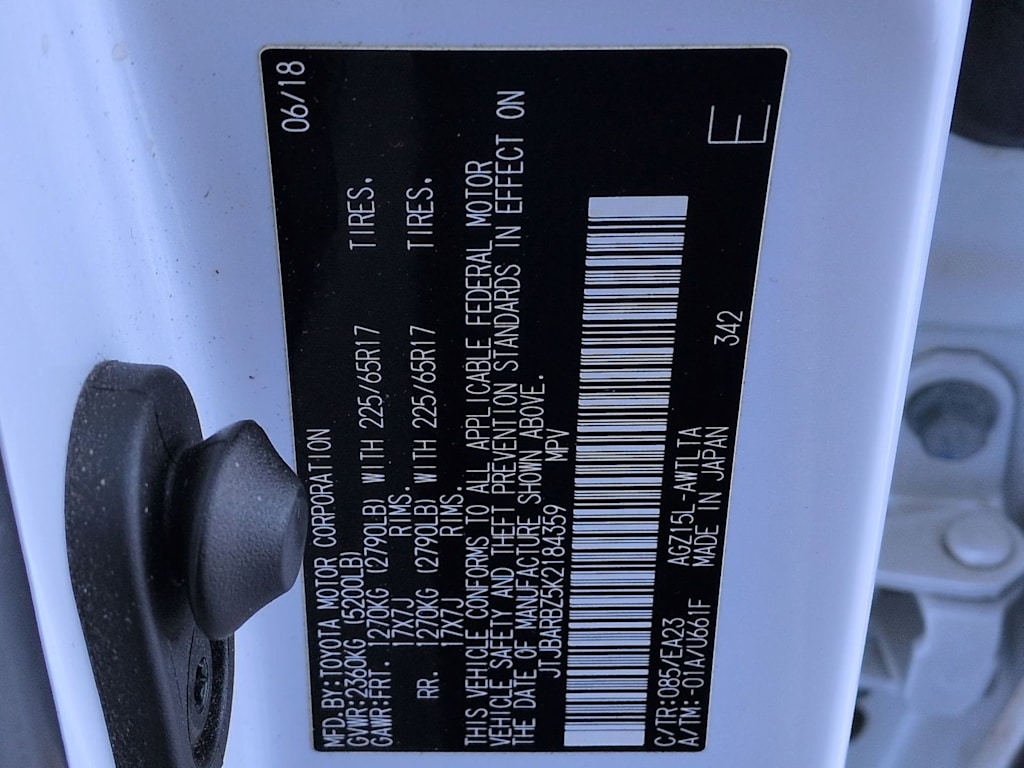 MFD.BY:TOYOTA MOTOR CORPORATION 06/18
GVWR:2360KG (5200LB)
GAWR:FRT. 1270KG (2790LB) WITH 225/65R17 TIRES.
17X7J RIMS.
RR. 1270KG (2790LB) WITH 225/65R17 TIRES.
17X7J RIMS.
THIS VEHICLE CONFORMS TO ALL APPLICABLE FEDERAL MOTOR
VEHICLE SAFETY AND THEFT PREVENTION STANDARDS IN EFFECT ON
THE DATE OF MANUFACTURE SHOWN ABOVE.
JTJBARBZ5K2184359 MPV
C/TR:085/EA23 AGZ15L-AWTLTA
A/TM:-01A/U661F MADE IN JAPAN 342
E